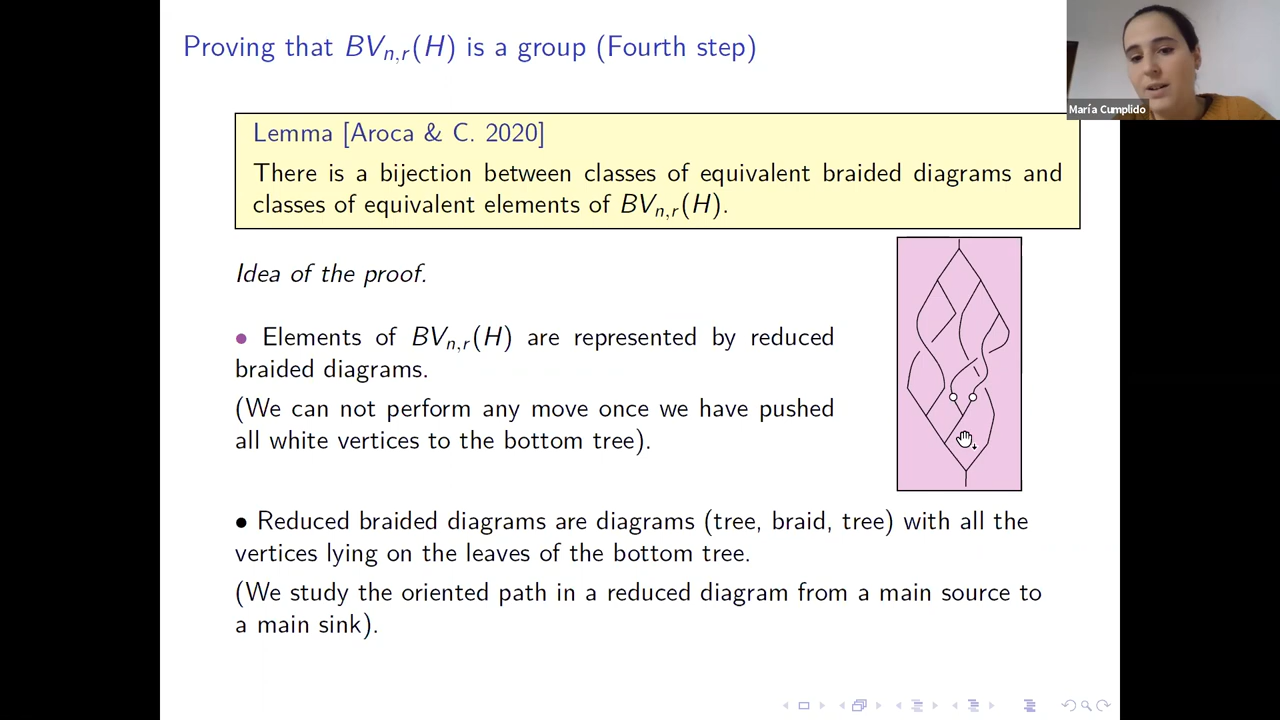 Proving that BVn,r(H) is a group (Fourth step)
María Cumplido
Lemma [Aroca & C. 2020]
There is a bijection between classes of equivalent braided diagrams and
classes of equivalent elements of BVn,r(H).
Idea of the proof.
• Elements of BVn,r(H) are represented by reduced
braided diagrams.
(We can not perform any move once we have pushed
all white vertices to the bottom tree).
• Reduced braided diagrams are diagrams (tree, braid, tree) with all the
vertices lying on the leaves of the bottom tree.
(We study the oriented path in a reduced diagram from a main source to
a main sink).